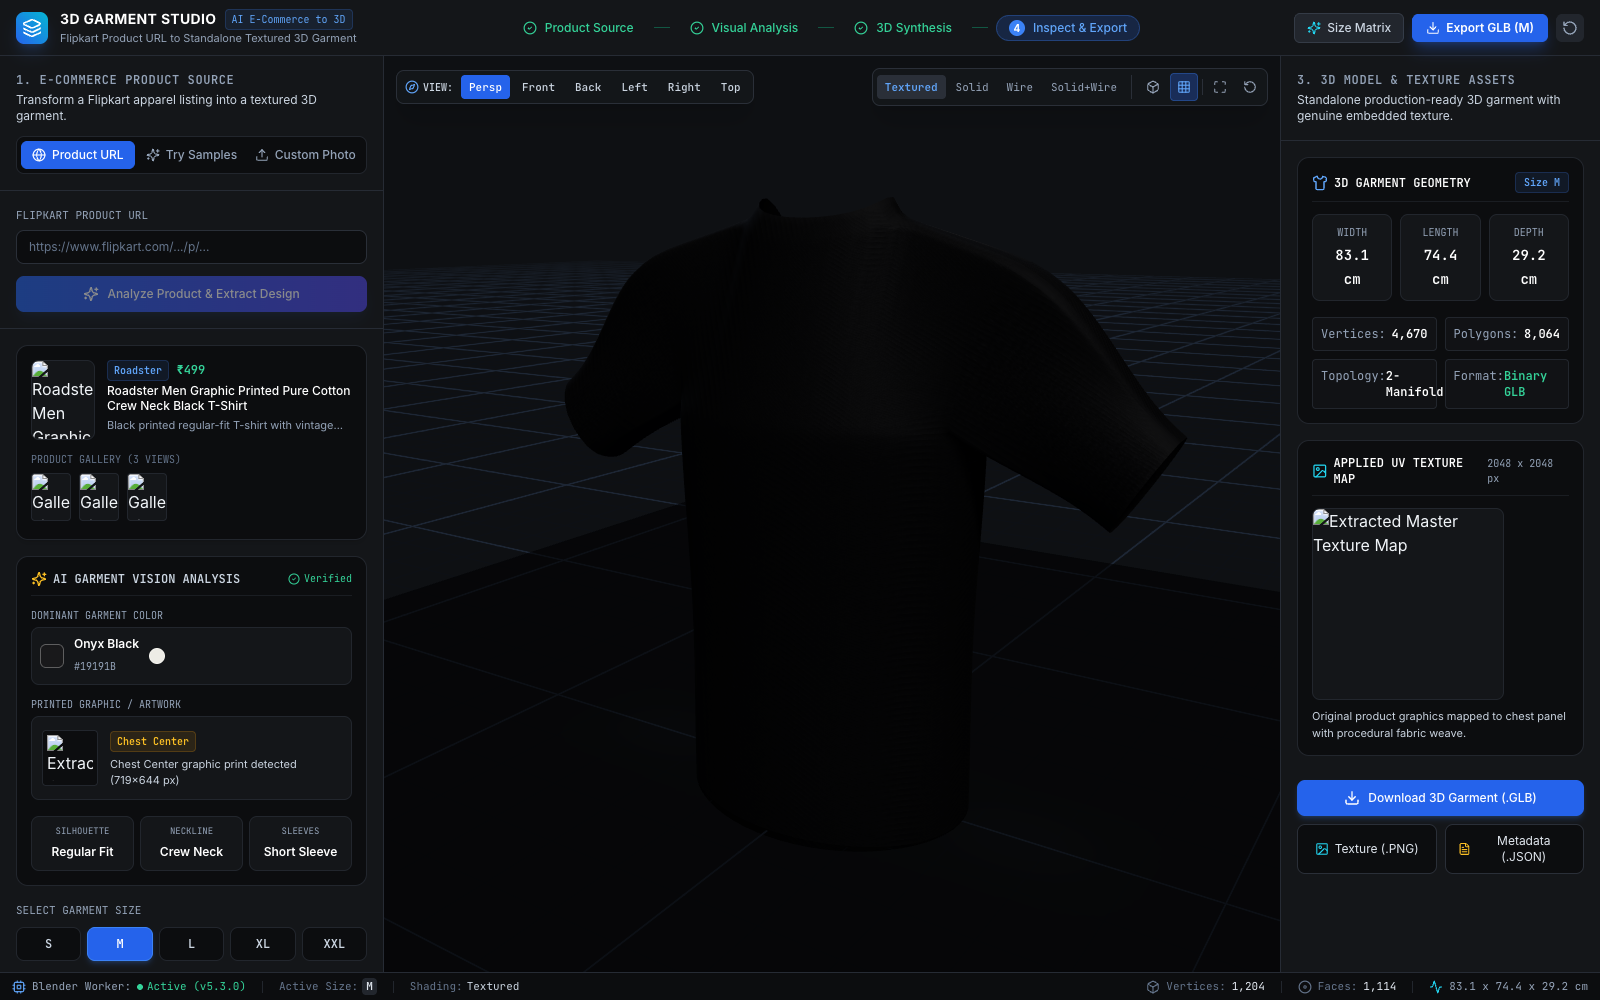 3D GARMENT STUDIO
AI E-Commerce to 3D
Flipkart Product URL to Standalone Textured 3D Garment
Product Source
Visual Analysis
3D Synthesis
4 Inspect & Export
Size Matrix
Export GLB (M)
1. E-COMMERCE PRODUCT SOURCE
Transform a Flipkart apparel listing into a textured 3D
garment.
Product URL
Try Samples
Custom Photo
FLIPKART PRODUCT URL
https://www.flipkart.com/.../p/...
Analyze Product & Extract Design
Roadste
Men
Graphic
Roadster
₹499
Roadster Men Graphic Printed Pure Cotton
Crew Neck Black T-Shirt
Black printed regular-fit T-shirt with vintage...
PRODUCT GALLERY (3 VIEWS)
Galle
Galle
Galle
AI GARMENT VISION ANALYSIS
Verified
DOMINANT GARMENT COLOR
Onyx Black
#19191B
PRINTED GRAPHIC / ARTWORK
Extrac
Chest Center
Chest Center graphic print detected
(719×644 px)
SILHOUETTE
Regular Fit
NECKLINE
Crew Neck
SLEEVES
Short Sleeve
SELECT GARMENT SIZE
S
M
L
XL
XXL
VIEW:
Persp
Front
Back
Left
Right
Top
Textured
Solid
Wire
Solid+Wire
3. 3D MODEL & TEXTURE ASSETS
Standalone production-ready 3D garment with
genuine embedded texture.
3D GARMENT GEOMETRY
Size M
WIDTH
83.1
cm
LENGTH
74.4
cm
DEPTH
29.2
cm
Vertices: 4,670
Polygons: 8,064
Topology: 2-
Manifold
Format: Binary
GLB
APPLIED UV TEXTURE
MAP
2048 x 2048
px
Extracted Master
Texture Map
Original product graphics mapped to chest panel
with procedural fabric weave.
Download 3D Garment (.GLB)
Texture (.PNG)
Metadata
(.JSON)
Blender Worker: Active (v5.3.0)
Active Size: M
Shading: Textured
Vertices: 1,204
Faces: 1,114
83.1 x 74.4 x 29.2 cm